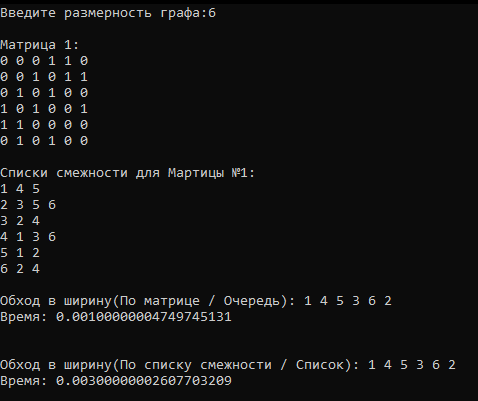 Введите размерность графа:6
Матрица 1:
0 0 0 1 1 0
0 0 1 0 1 1
0 1 0 1 0 0
1 0 1 0 0 1
1 1 0 0 0 0
0 1 0 1 0 0
Списки смежности для Мартицы №1:
1 4 5
2 3 5 6
3 2 4
4 1 3 6
5 1 2
6 2 4
Обход в ширину(По матрице / Очередь): 1 4 5 3 6 2
Время: 0.00100000004749745131
Обход в ширину(По списку смежности / Список): 1 4 5 3 6 2
Время: 0.00300000002607703209